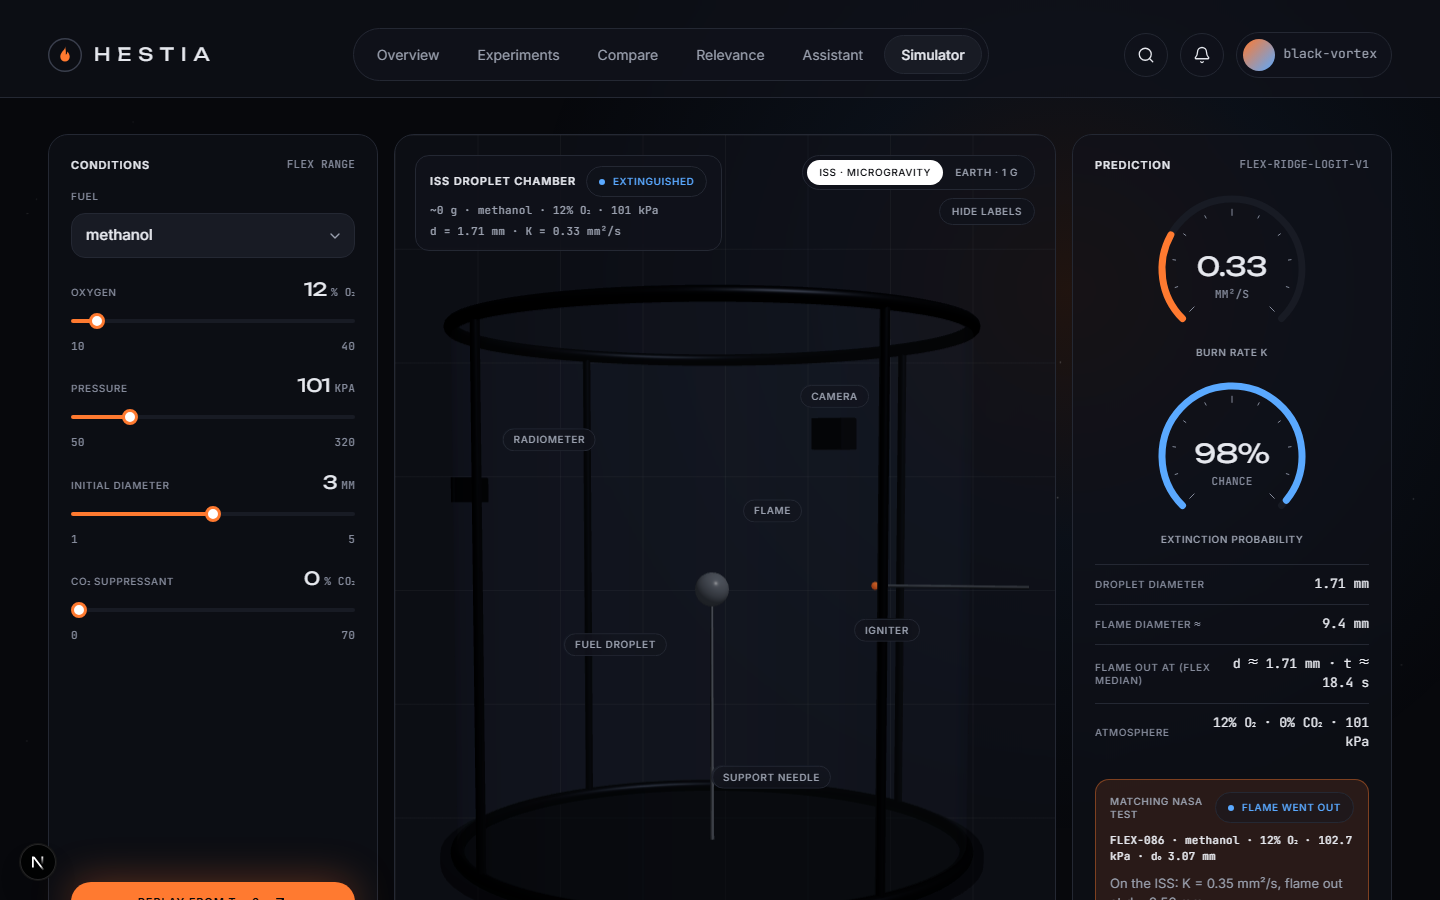 HESTIA
Overview
Experiments
Compare
Relevance
Assistant
Simulator
black-vortex
CONDITIONS
FLEX RANGE
FUEL
methanol
OXYGEN
12 % O₂
10
40
PRESSURE
101 KPA
50
320
INITIAL DIAMETER
3 MM
1
5
CO₂ SUPPRESSANT
0 % CO₂
0
70
N
ISS DROPLET CHAMBER
EXTINGUISHED
~0 g · methanol · 12% O₂ · 101 kPa
d = 1.71 mm · K = 0.33 mm²/s
ISS · MICROGRAVITY
EARTH · 1 G
HIDE LABELS
CAMERA
RADIOMETER
FLAME
IGNITER
FUEL DROPLET
SUPPORT NEEDLE
PREDICTION
FLEX-RIDGE-LOGIT-V1
0.33
MM²/S
BURN RATE K
98%
CHANCE
EXTINCTION PROBABILITY
DROPLET DIAMETER
1.71 mm
FLAME DIAMETER ≈
9.4 mm
FLAME OUT AT (FLEX
MEDIAN)
d ≈ 1.71 mm · t ≈
18.4 s
ATMOSPHERE
12% O₂ · 0% CO₂ · 101
kPa
MATCHING NASA
TEST
FLAME WENT OUT
FLEX-086 · methanol · 12% O₂ · 102.7
kPa · d₀ 3.07 mm
On the ISS: K = 0.35 mm²/s, flame out